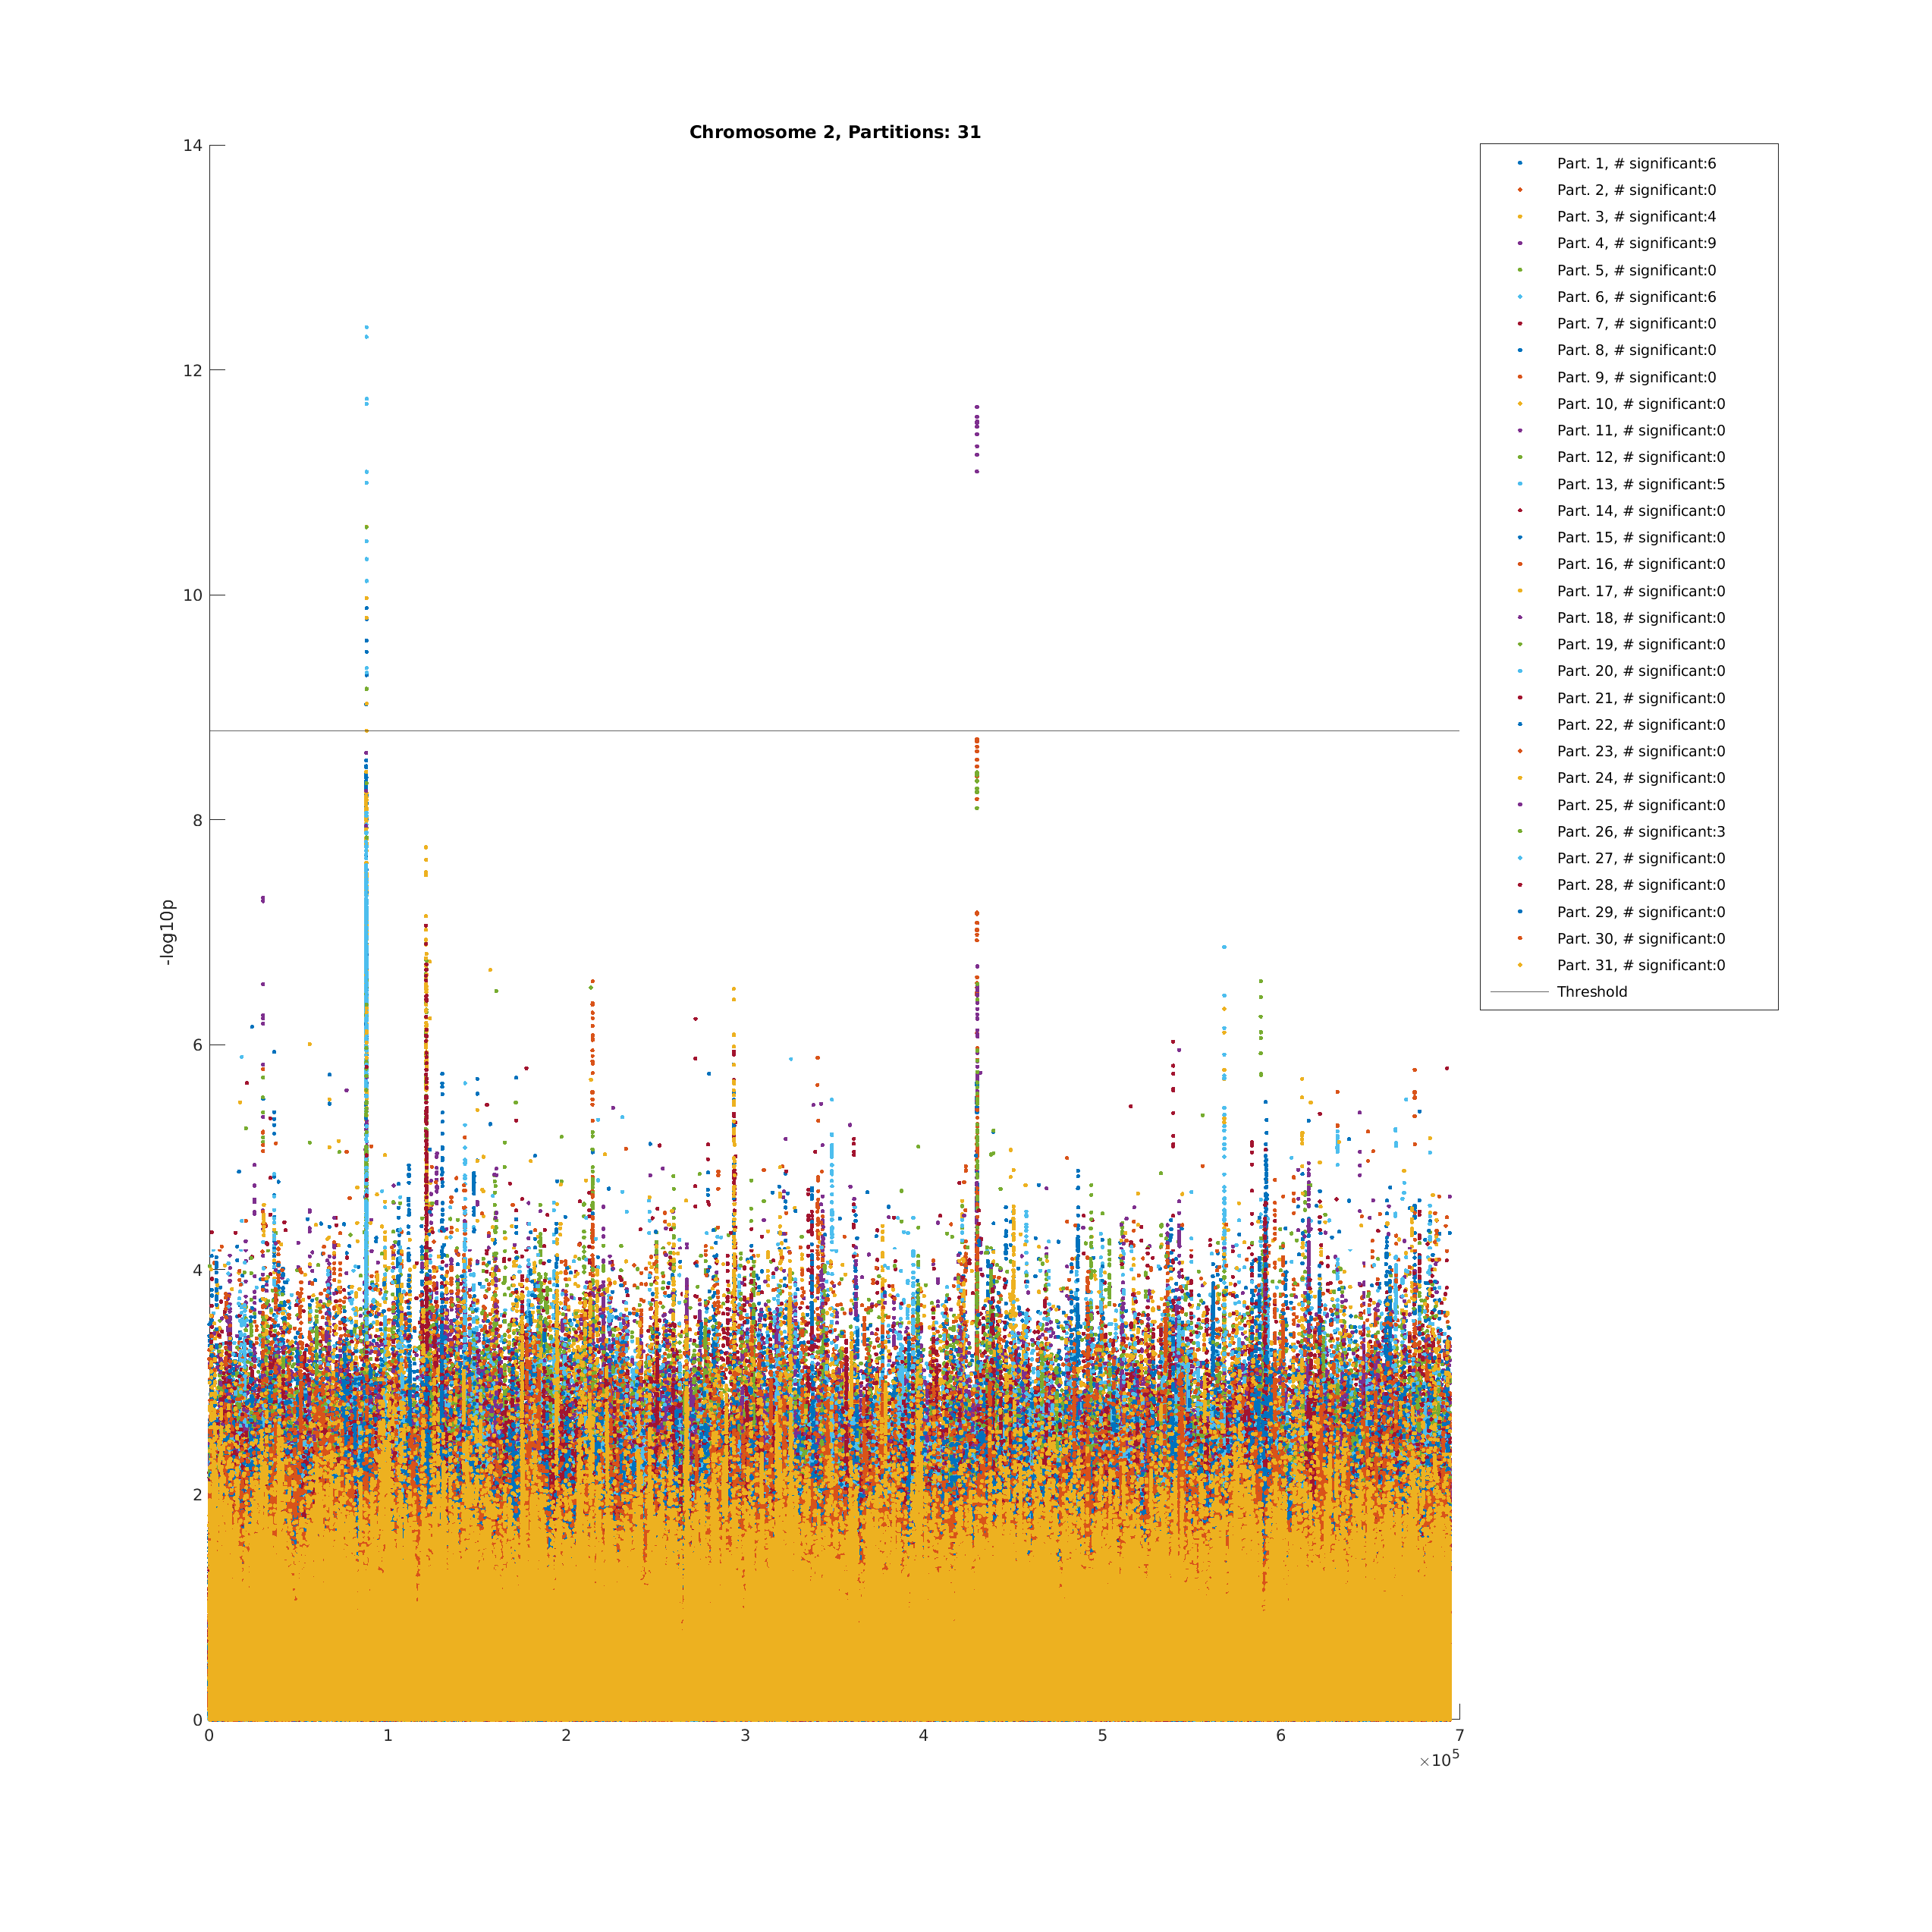 Chromosome 2, Partitions: 31
14
12
10
8
6
4
2
0
-log10p
0 1 2 3 4 5 6 7
×10^5
Part. 1, # significant:6
Part. 2, # significant:0
Part. 3, # significant:4
Part. 4, # significant:9
Part. 5, # significant:0
Part. 6, # significant:6
Part. 7, # significant:0
Part. 8, # significant:0
Part. 9, # significant:0
Part. 10, # significant:0
Part. 11, # significant:0
Part. 12, # significant:0
Part. 13, # significant:5
Part. 14, # significant:0
Part. 15, # significant:0
Part. 16, # significant:0
Part. 17, # significant:0
Part. 18, # significant:0
Part. 19, # significant:0
Part. 20, # significant:0
Part. 21, # significant:0
Part. 22, # significant:0
Part. 23, # significant:0
Part. 24, # significant:0
Part. 25, # significant:0
Part. 26, # significant:3
Part. 27, # significant:0
Part. 28, # significant:0
Part. 29, # significant:0
Part. 30, # significant:0
Part. 31, # significant:0
Threshold